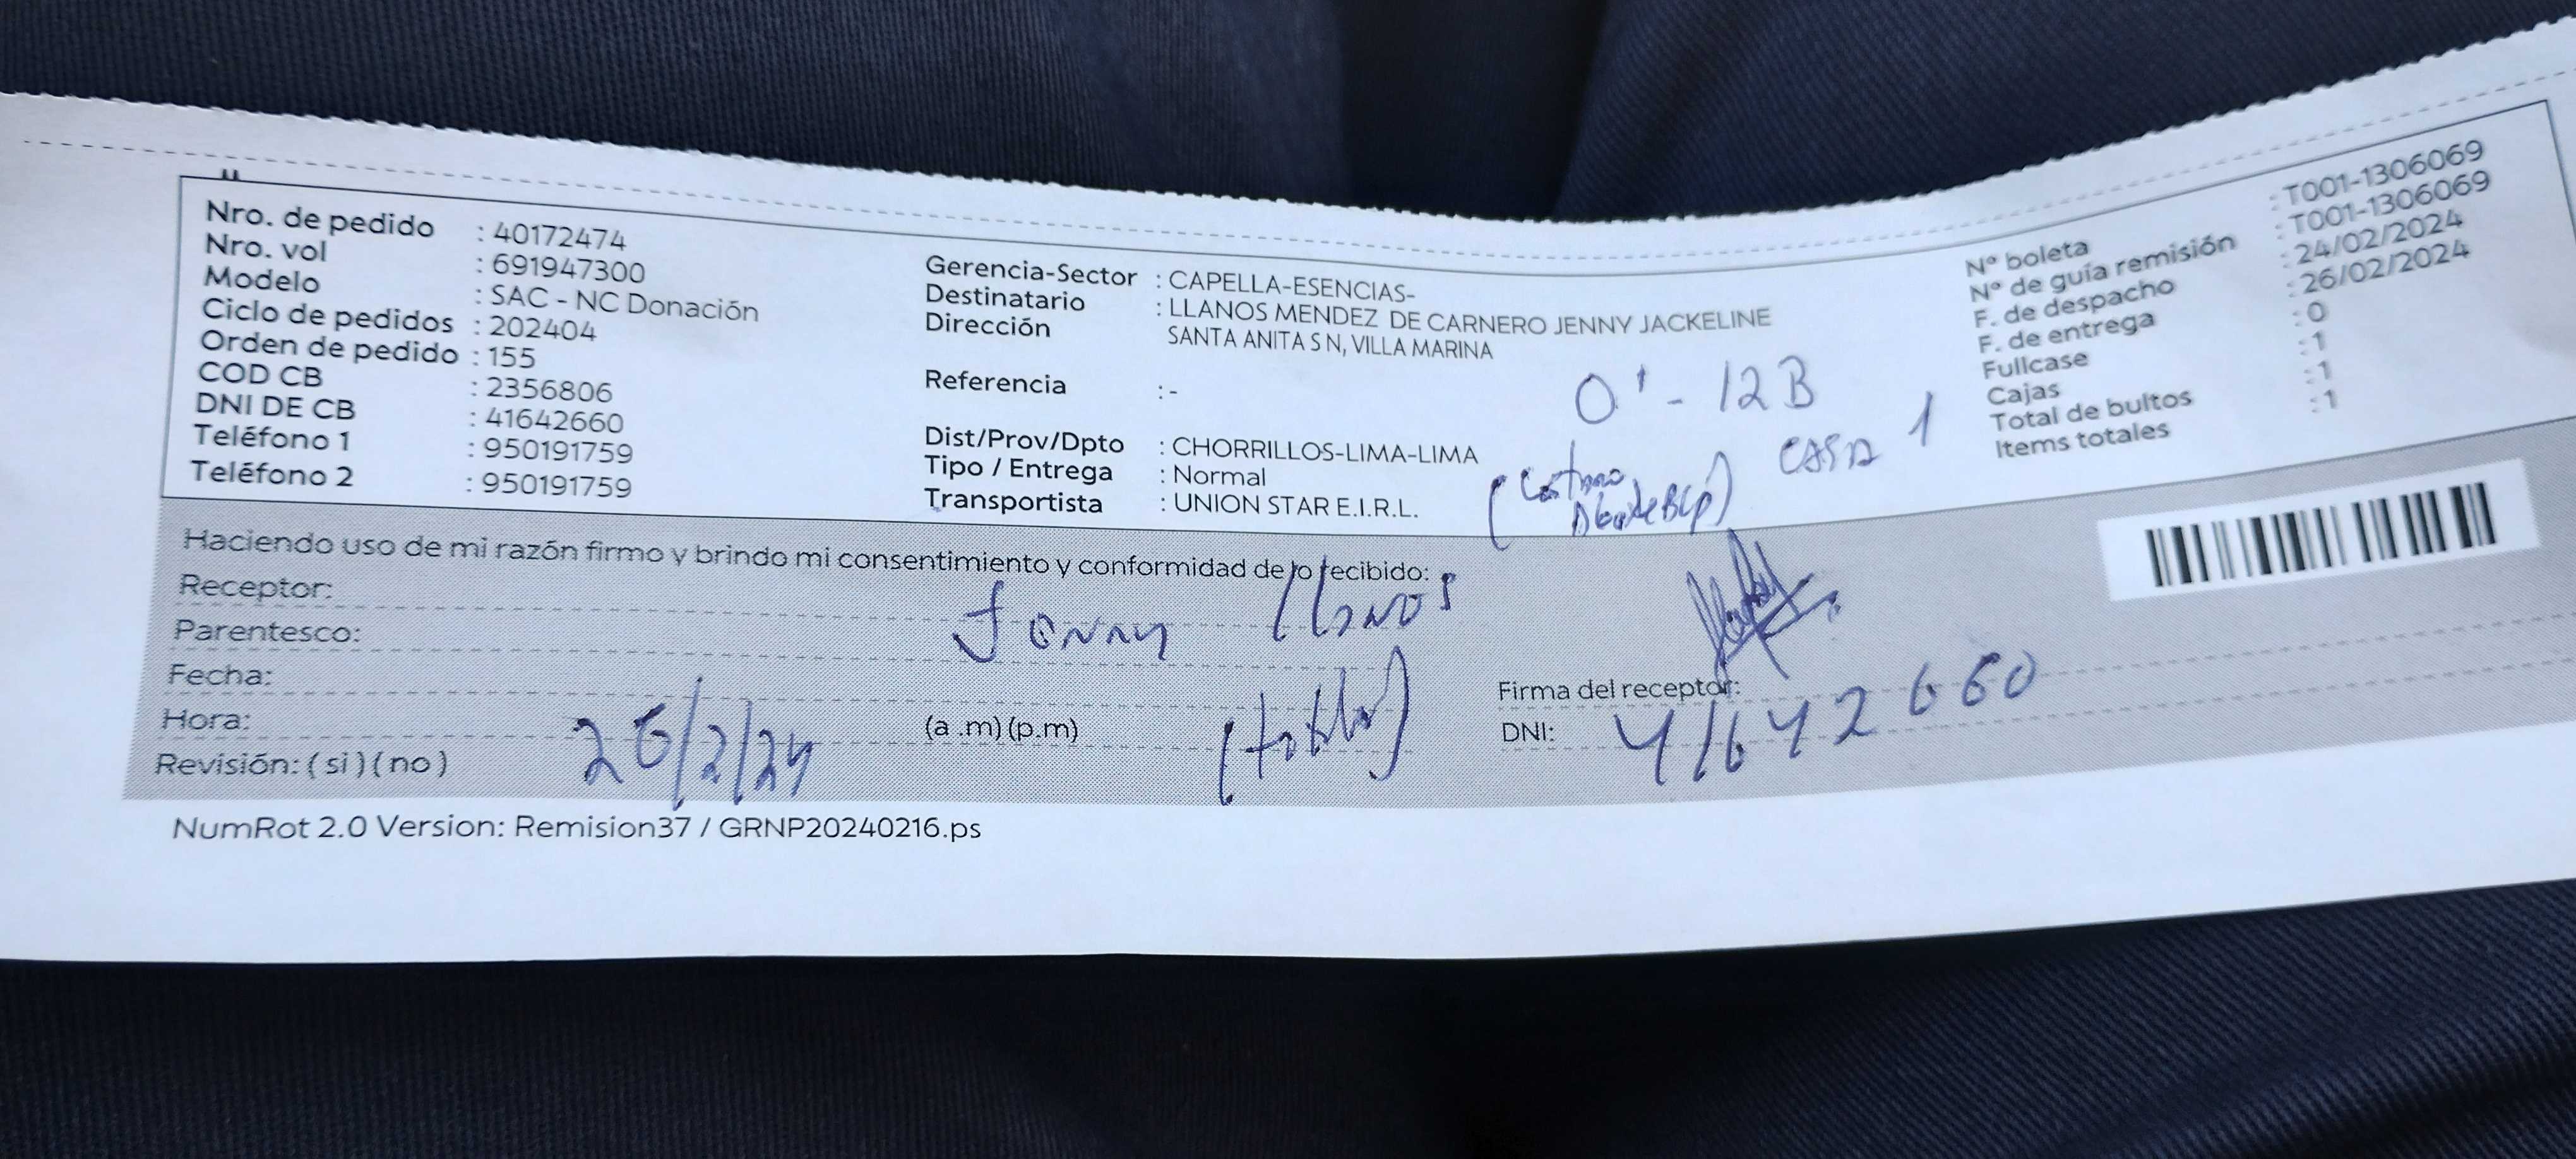 Nro. de pedido : 40172474
Nro. vol : 691947300
Modelo : SAC - NC Donación
Ciclo de pedidos : 202404
Orden de pedido : 155
COD CB : 2356806
DNI DE CB : 41642660
Teléfono 1 : 950191759
Teléfono 2 : 950191759
Gerencia-Sector : CAPELLA-ESENCIAS-
Destinatario : LLANOS MENDEZ DE CARNERO JENNY JACKELINE
Dirección SANTA ANITA S N, VILLA MARINA
Referencia : -
Dist/Prov/Dpto : CHORRILLOS-LIMA-LIMA
Tipo / Entrega : Normal
Transportista : UNION STAR E.I.R.L.
O' - 12B
CASA 1
Nº boleta : T001-1306069
Nº de guía remisión : T001-1306069
F. de despacho : 24/02/2024
F. de entrega : 26/02/2024
Fullcase : 0
Cajas : 1
Total de bultos : 1
Items totales : 1
Haciendo uso de mi razón firmo y brindo mi consentimiento y conformidad de lo recibido:
Receptor: Jenny llanos
Parentesco:
Fecha:
Hora: 26/2/24 (a .m) (p.m)
Revisión: ( si ) ( no )
Firma del receptor:
DNI: 41642660
NumRot 2.0 Version: Remision37 / GRNP20240216.ps